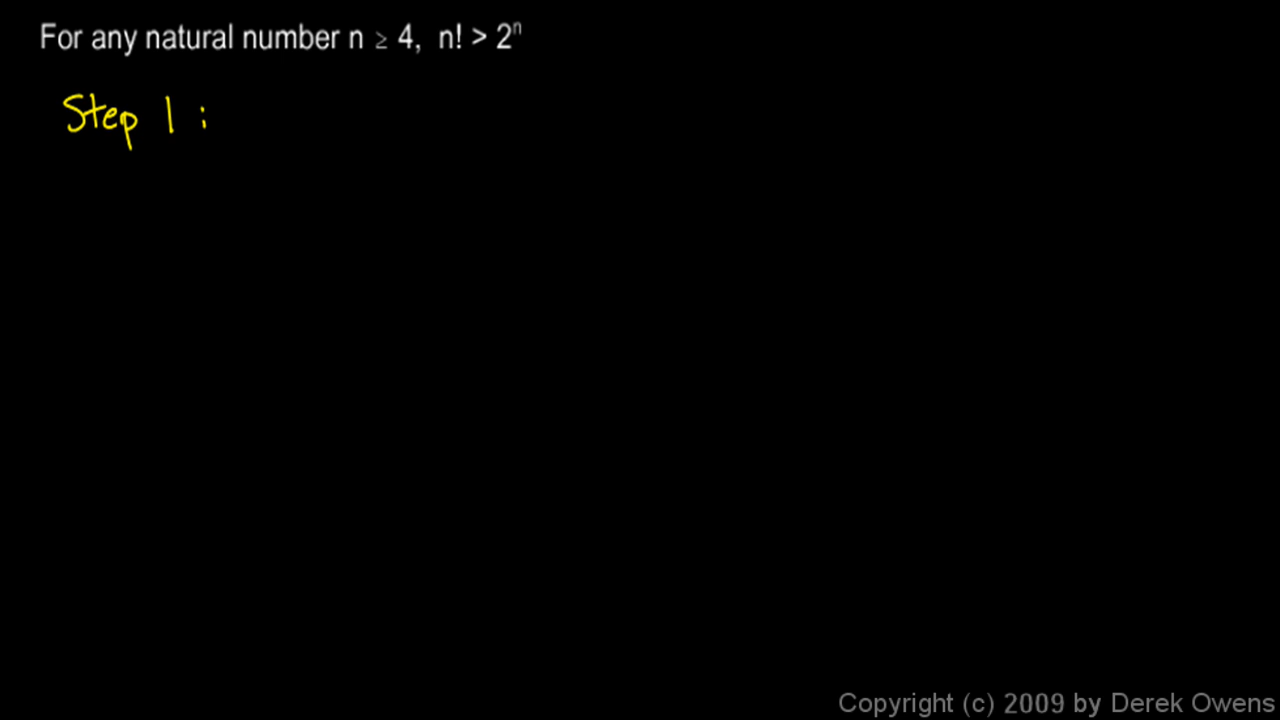 For any natural number n ≥ 4, n! > 2ⁿ
Step 1 :
Copyright (c) 2009 by Derek Owens